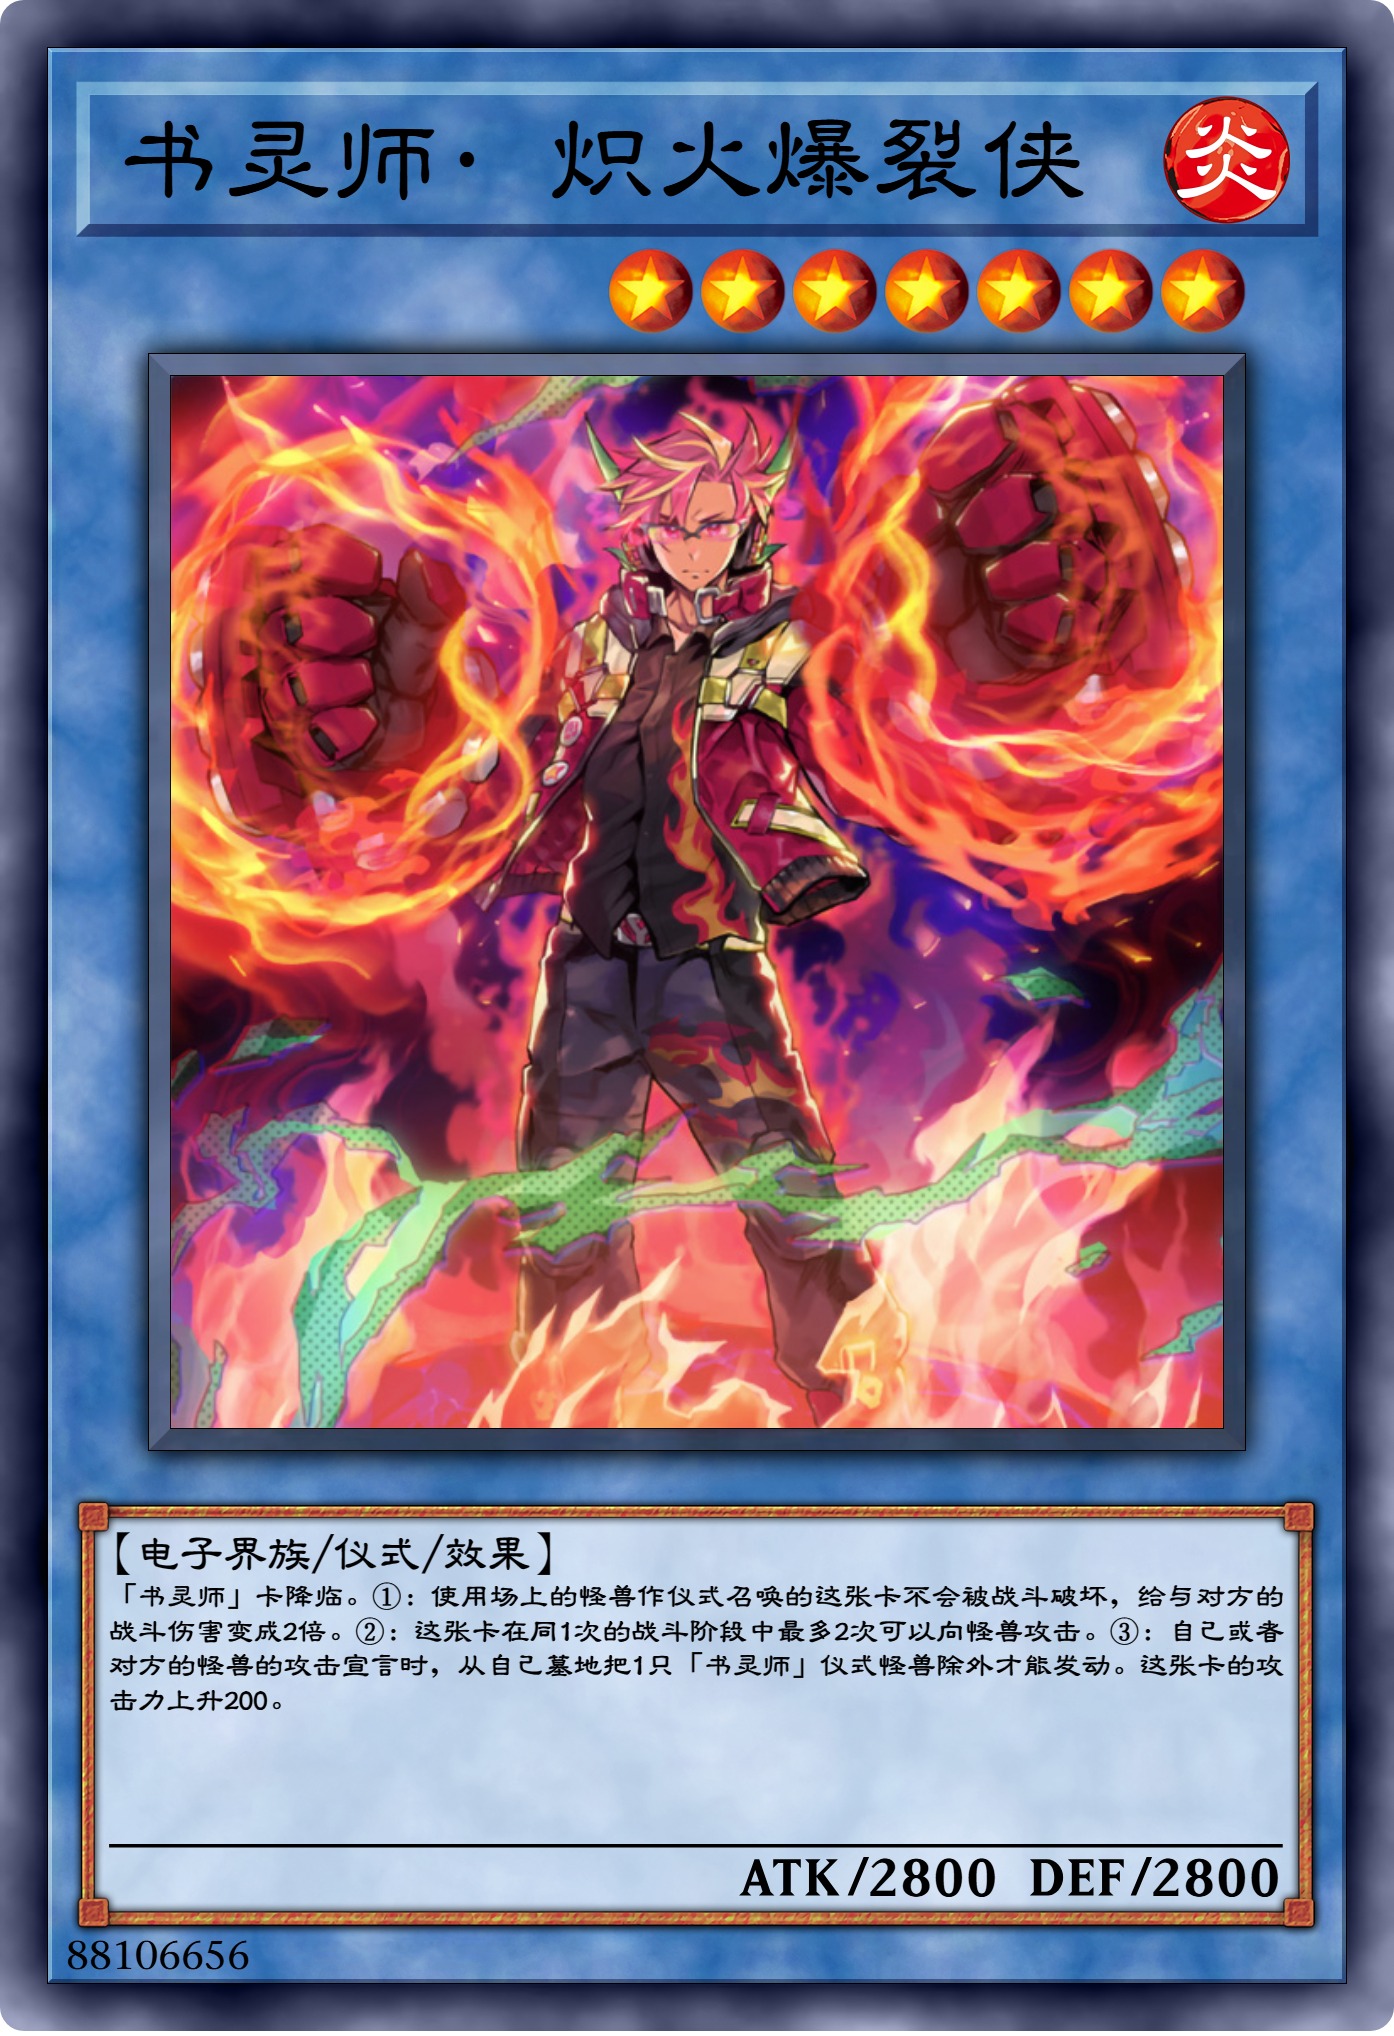 书灵师·炽火爆裂侠
炎
【电子界族/仪式/效果】
「书灵师」卡降临。①：使用场上的怪兽作仪式召唤的这张卡不会被战斗破坏，给与对方的
战斗伤害变成2倍。②：这张卡在同1次的战斗阶段中最多2次可以向怪兽攻击。③：自己或者
对方的怪兽的攻击宣言时，从自己墓地把1只「书灵师」仪式怪兽除外才能发动。这张卡的攻
击力上升200。
ATK/2800 DEF/2800
88106656